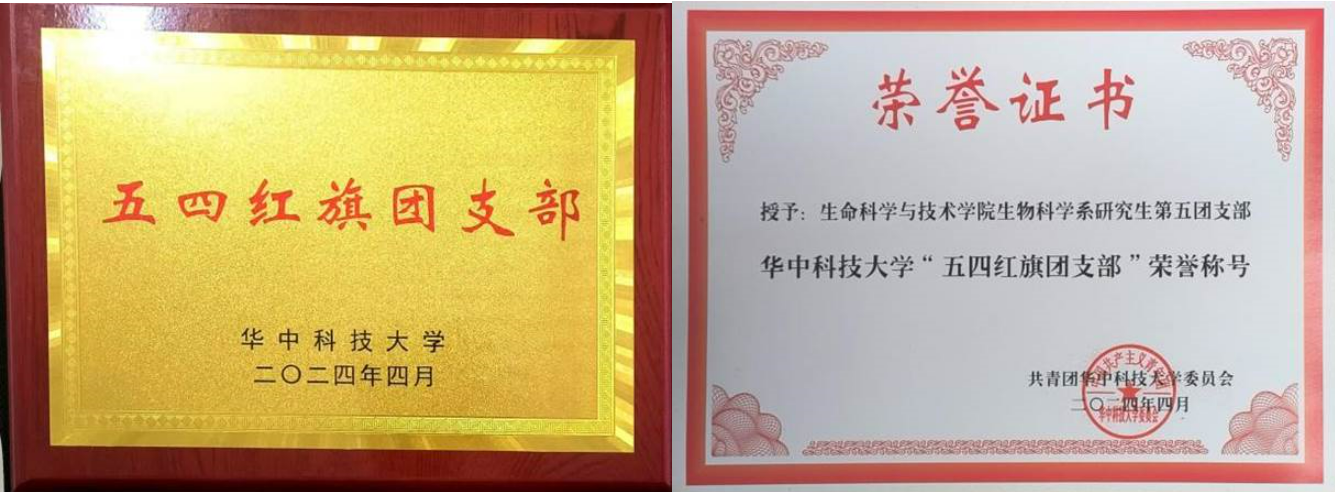 五四红旗团支部
华中科技大学
二〇二四年四月
荣誉证书
授予：生命科学与技术学院生物科学系研究生第五团支部
华中科技大学“五四红旗团支部”荣誉称号
共青团华中科技大学委员会
二〇二四年四月